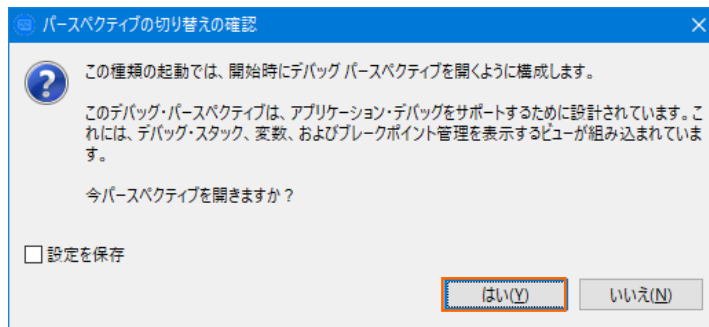 パースペクティブの切り替えの確認
この種類の起動では、開始時にデバッグ パースペクティブを開くように構成します。
このデバッグ・パースペクティブは、アプリケーション・デバッグをサポートするために設計されています。こ
れには、デバッグ・スタック、変数、およびブレークポイント管理を表示するビューが組み込まれていま
す。
今パースペクティブを開きますか？
設定を保存
はい(Y)
いいえ(N)